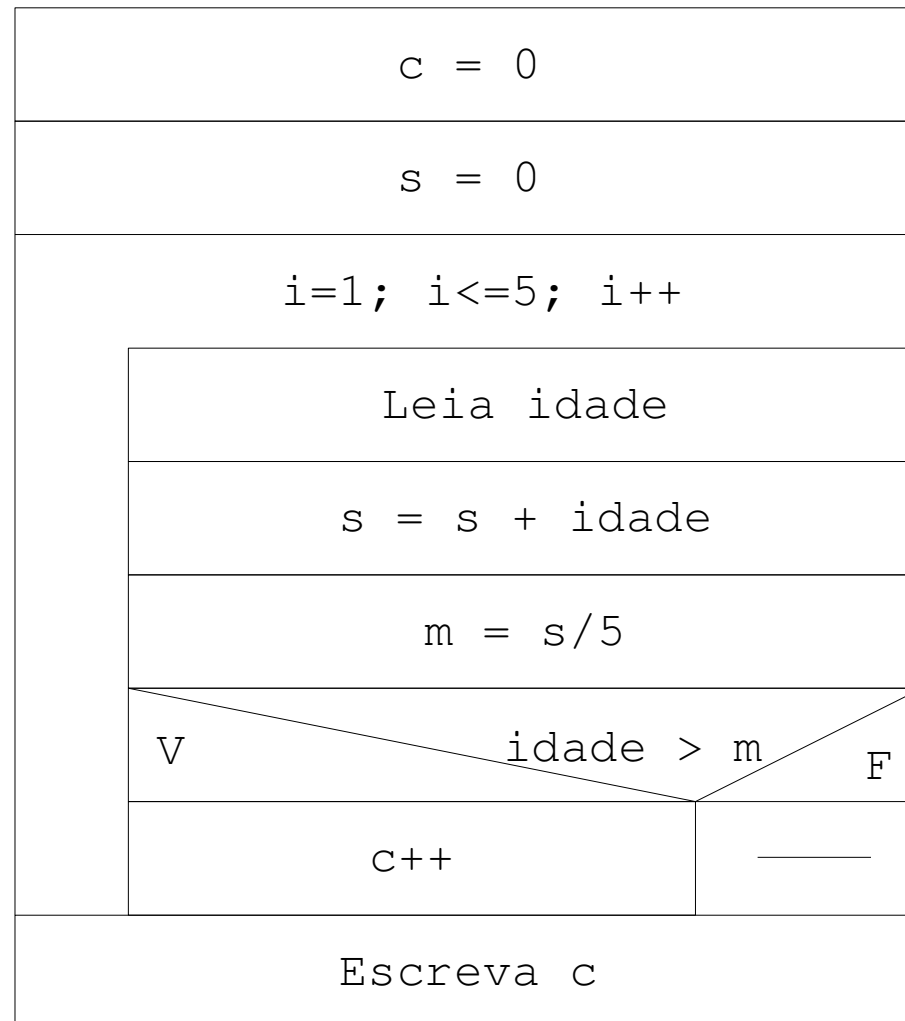 c = 0
s = 0
i=1; i<=5; i++
Leia idade
s = s + idade
m = s/5
V idade > m F
c++
Escreva c